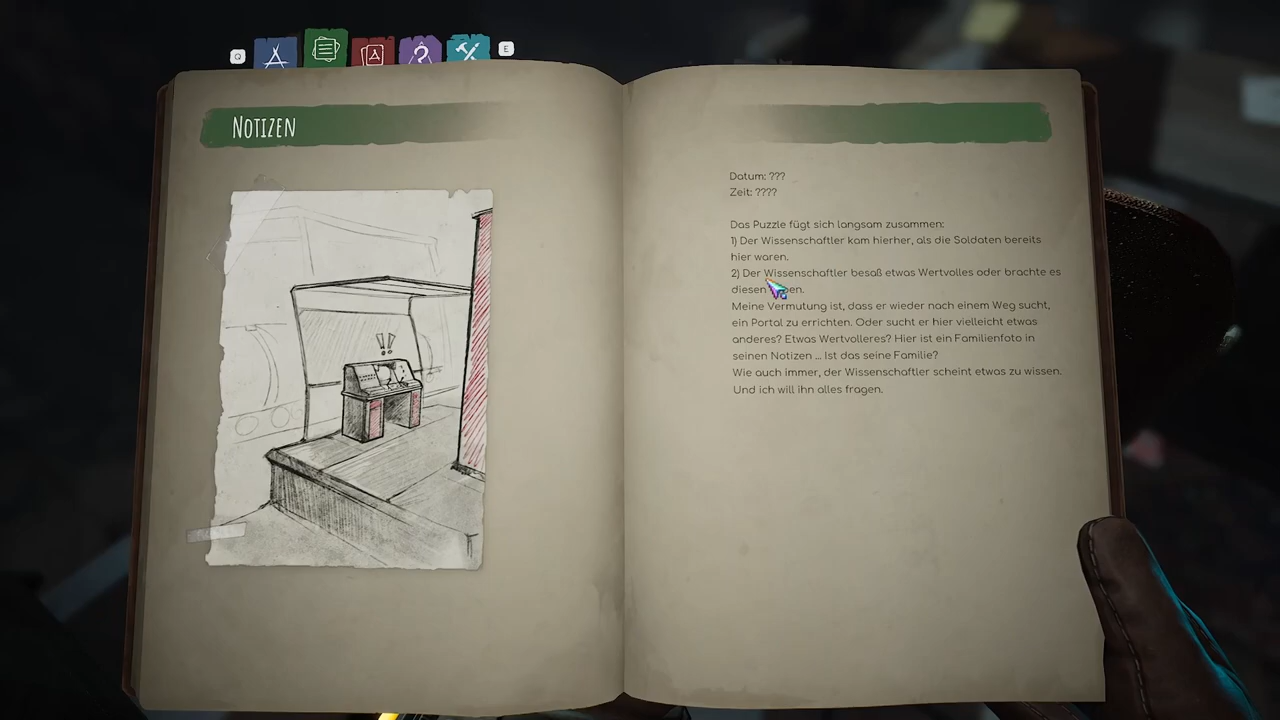 Q
E
Notizen
Datum: ???
Zeit: ????
Das Puzzle fügt sich langsam zusammen:
1) Der Wissenschaftler kam hierher, als die Soldaten bereits
hier waren.
2) Der Wissenschaftler besaß etwas Wertvolles oder brachte es
Meine Vermutung ist, dass er wieder nach einem Weg sucht,
ein Portal zu errichten. Oder sucht er hier vielleicht etwas
anderes? Etwas Wertvolleres? Hier ist ein Familienfoto in
seinen Notizen ... Ist das seine Familie?
Wie auch immer, der Wissenschaftler scheint etwas zu wissen.
Und ich will ihn alles fragen.